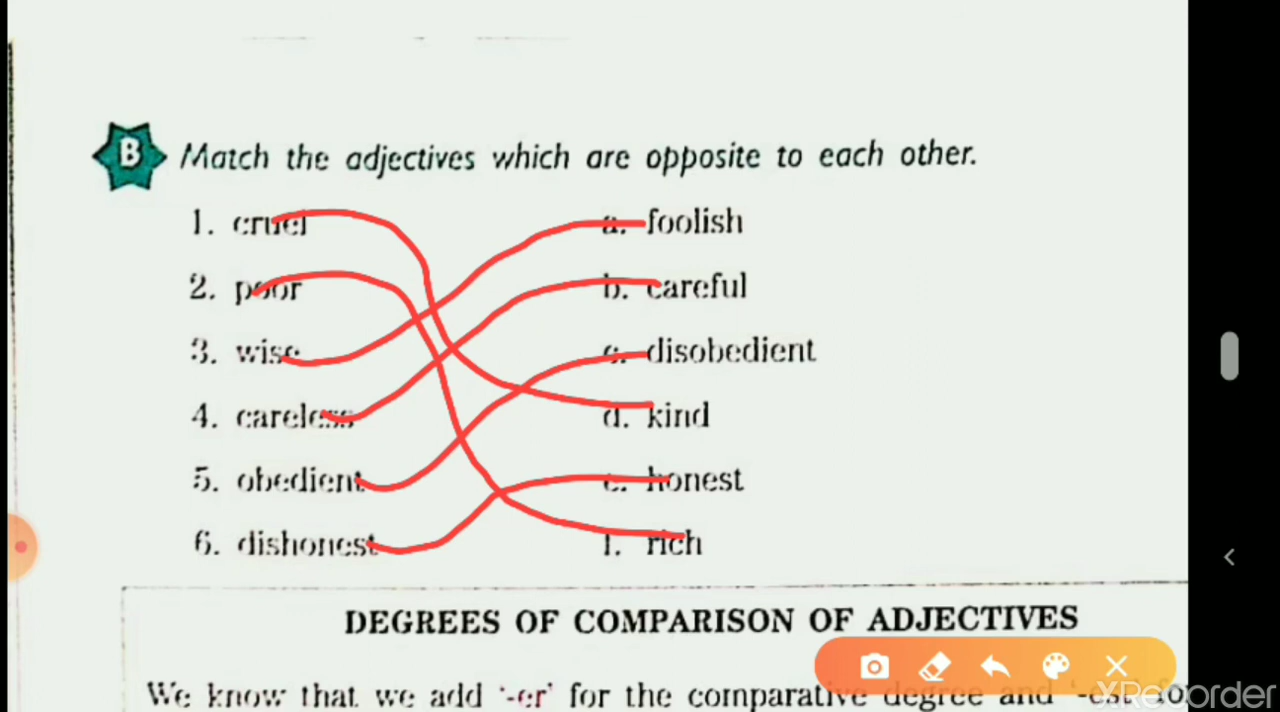 B Match the adjectives which are opposite to each other.
1. cruel a. foolish
2. poor b. careful
3. wise c. disobedient
4. careless d. kind
5. obedient e. honest
6. dishonest f. rich
DEGREES OF COMPARISON OF ADJECTIVES
We know that we add '-er' for the comparative degree and
XRecorder